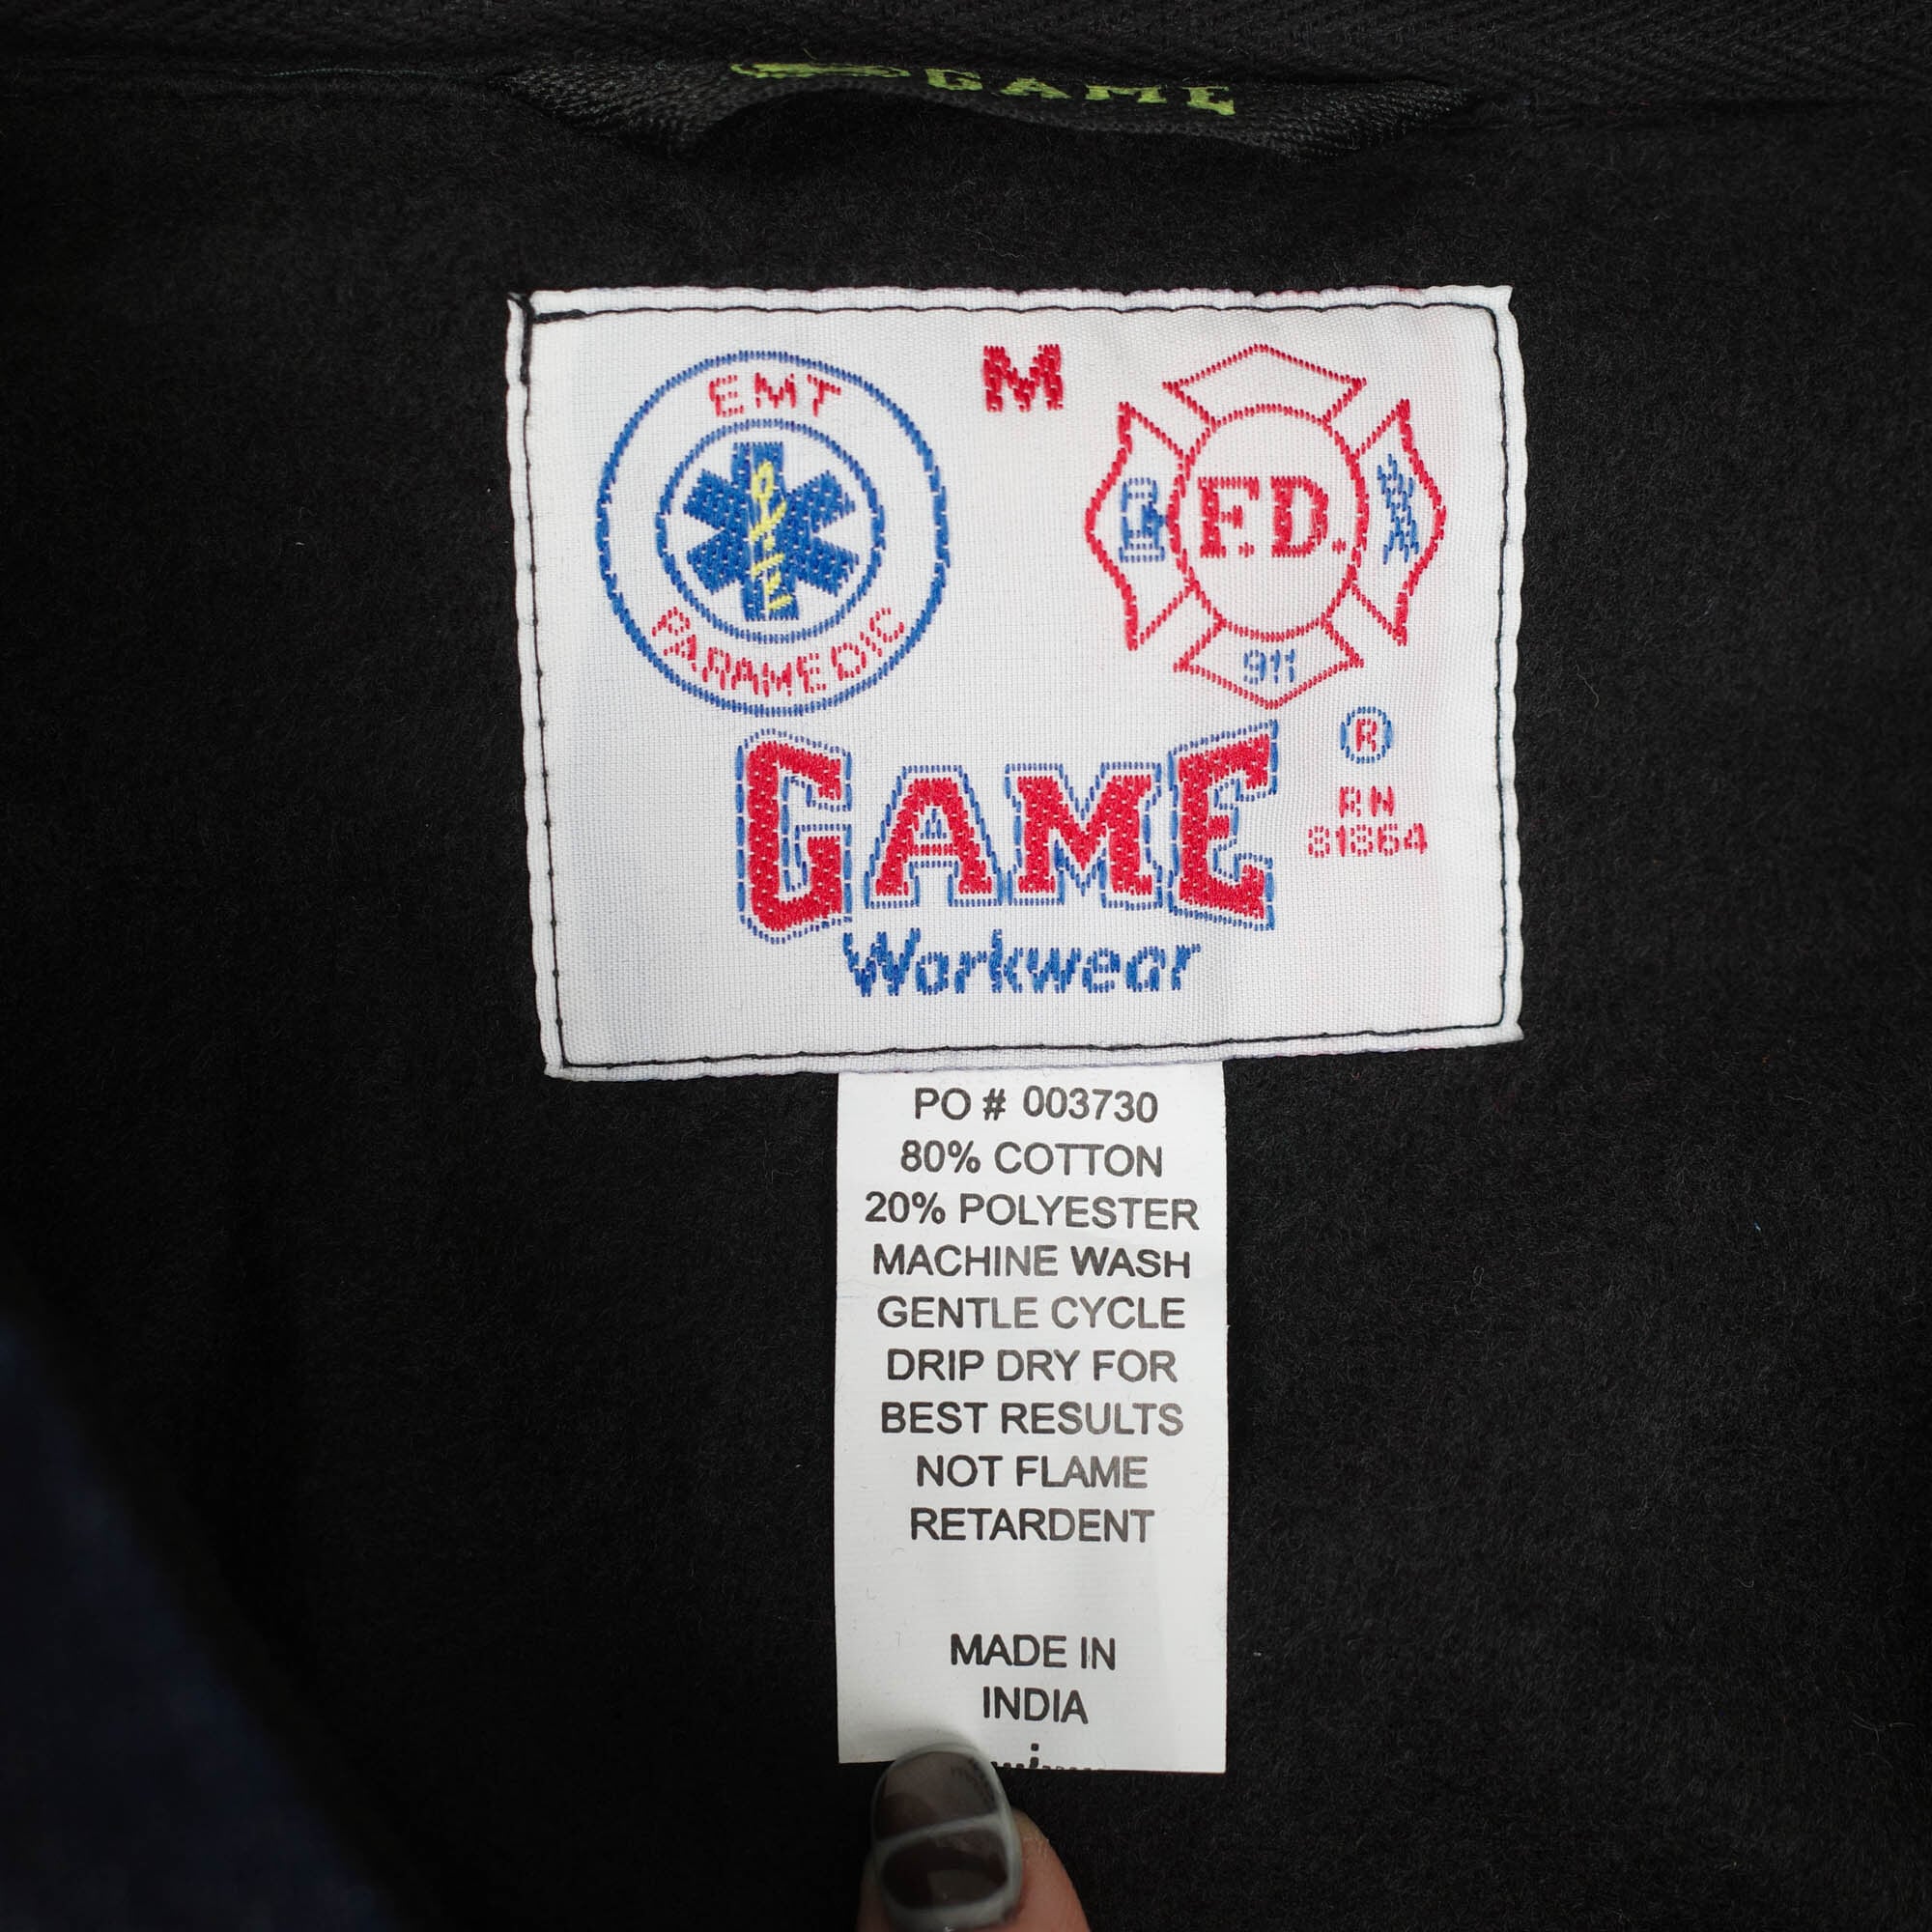 GAME
M
EMT
PARAMEDIC
F.D.
911
GAME
®
RN
81864
Workwear
PO # 003730
80% COTTON
20% POLYESTER
MACHINE WASH
GENTLE CYCLE
DRIP DRY FOR
BEST RESULTS
NOT FLAME
RETARDENT
MADE IN
INDIA